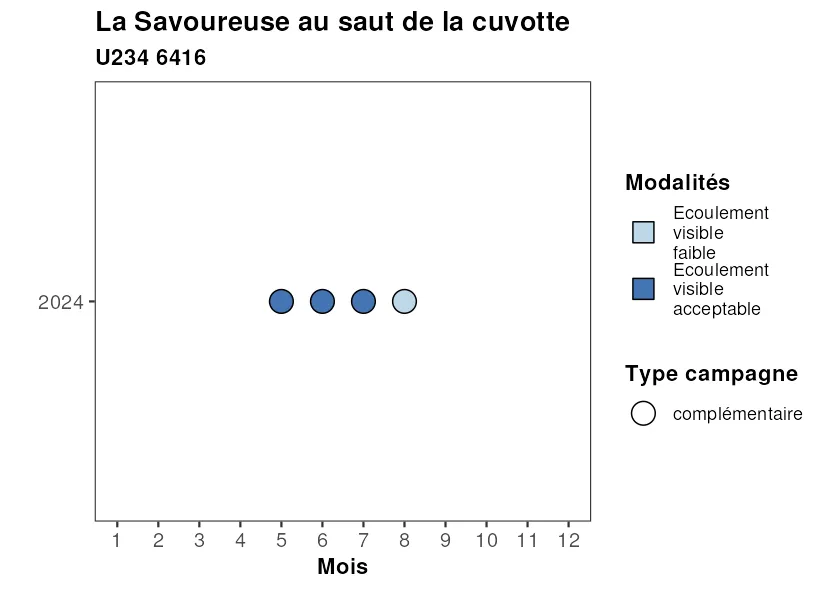 La Savoureuse au saut de la cuvotte
U234 6416
Modalités
Ecoulement
visible
faible
Ecoulement
visible
acceptable
2024
Type campagne
complémentaire
1 2 3 4 5 6 7 8 9 10 11 12
Mois